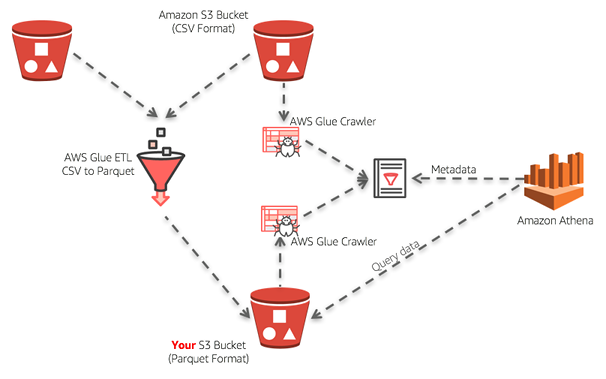 Amazon S3 Bucket
(CSV Format)
AWS Glue Crawler
AWS Glue ETL
CSV to Parquet
Metadata
Amazon Athena
AWS Glue Crawler
Query data
Your S3 Bucket
(Parquet Format)